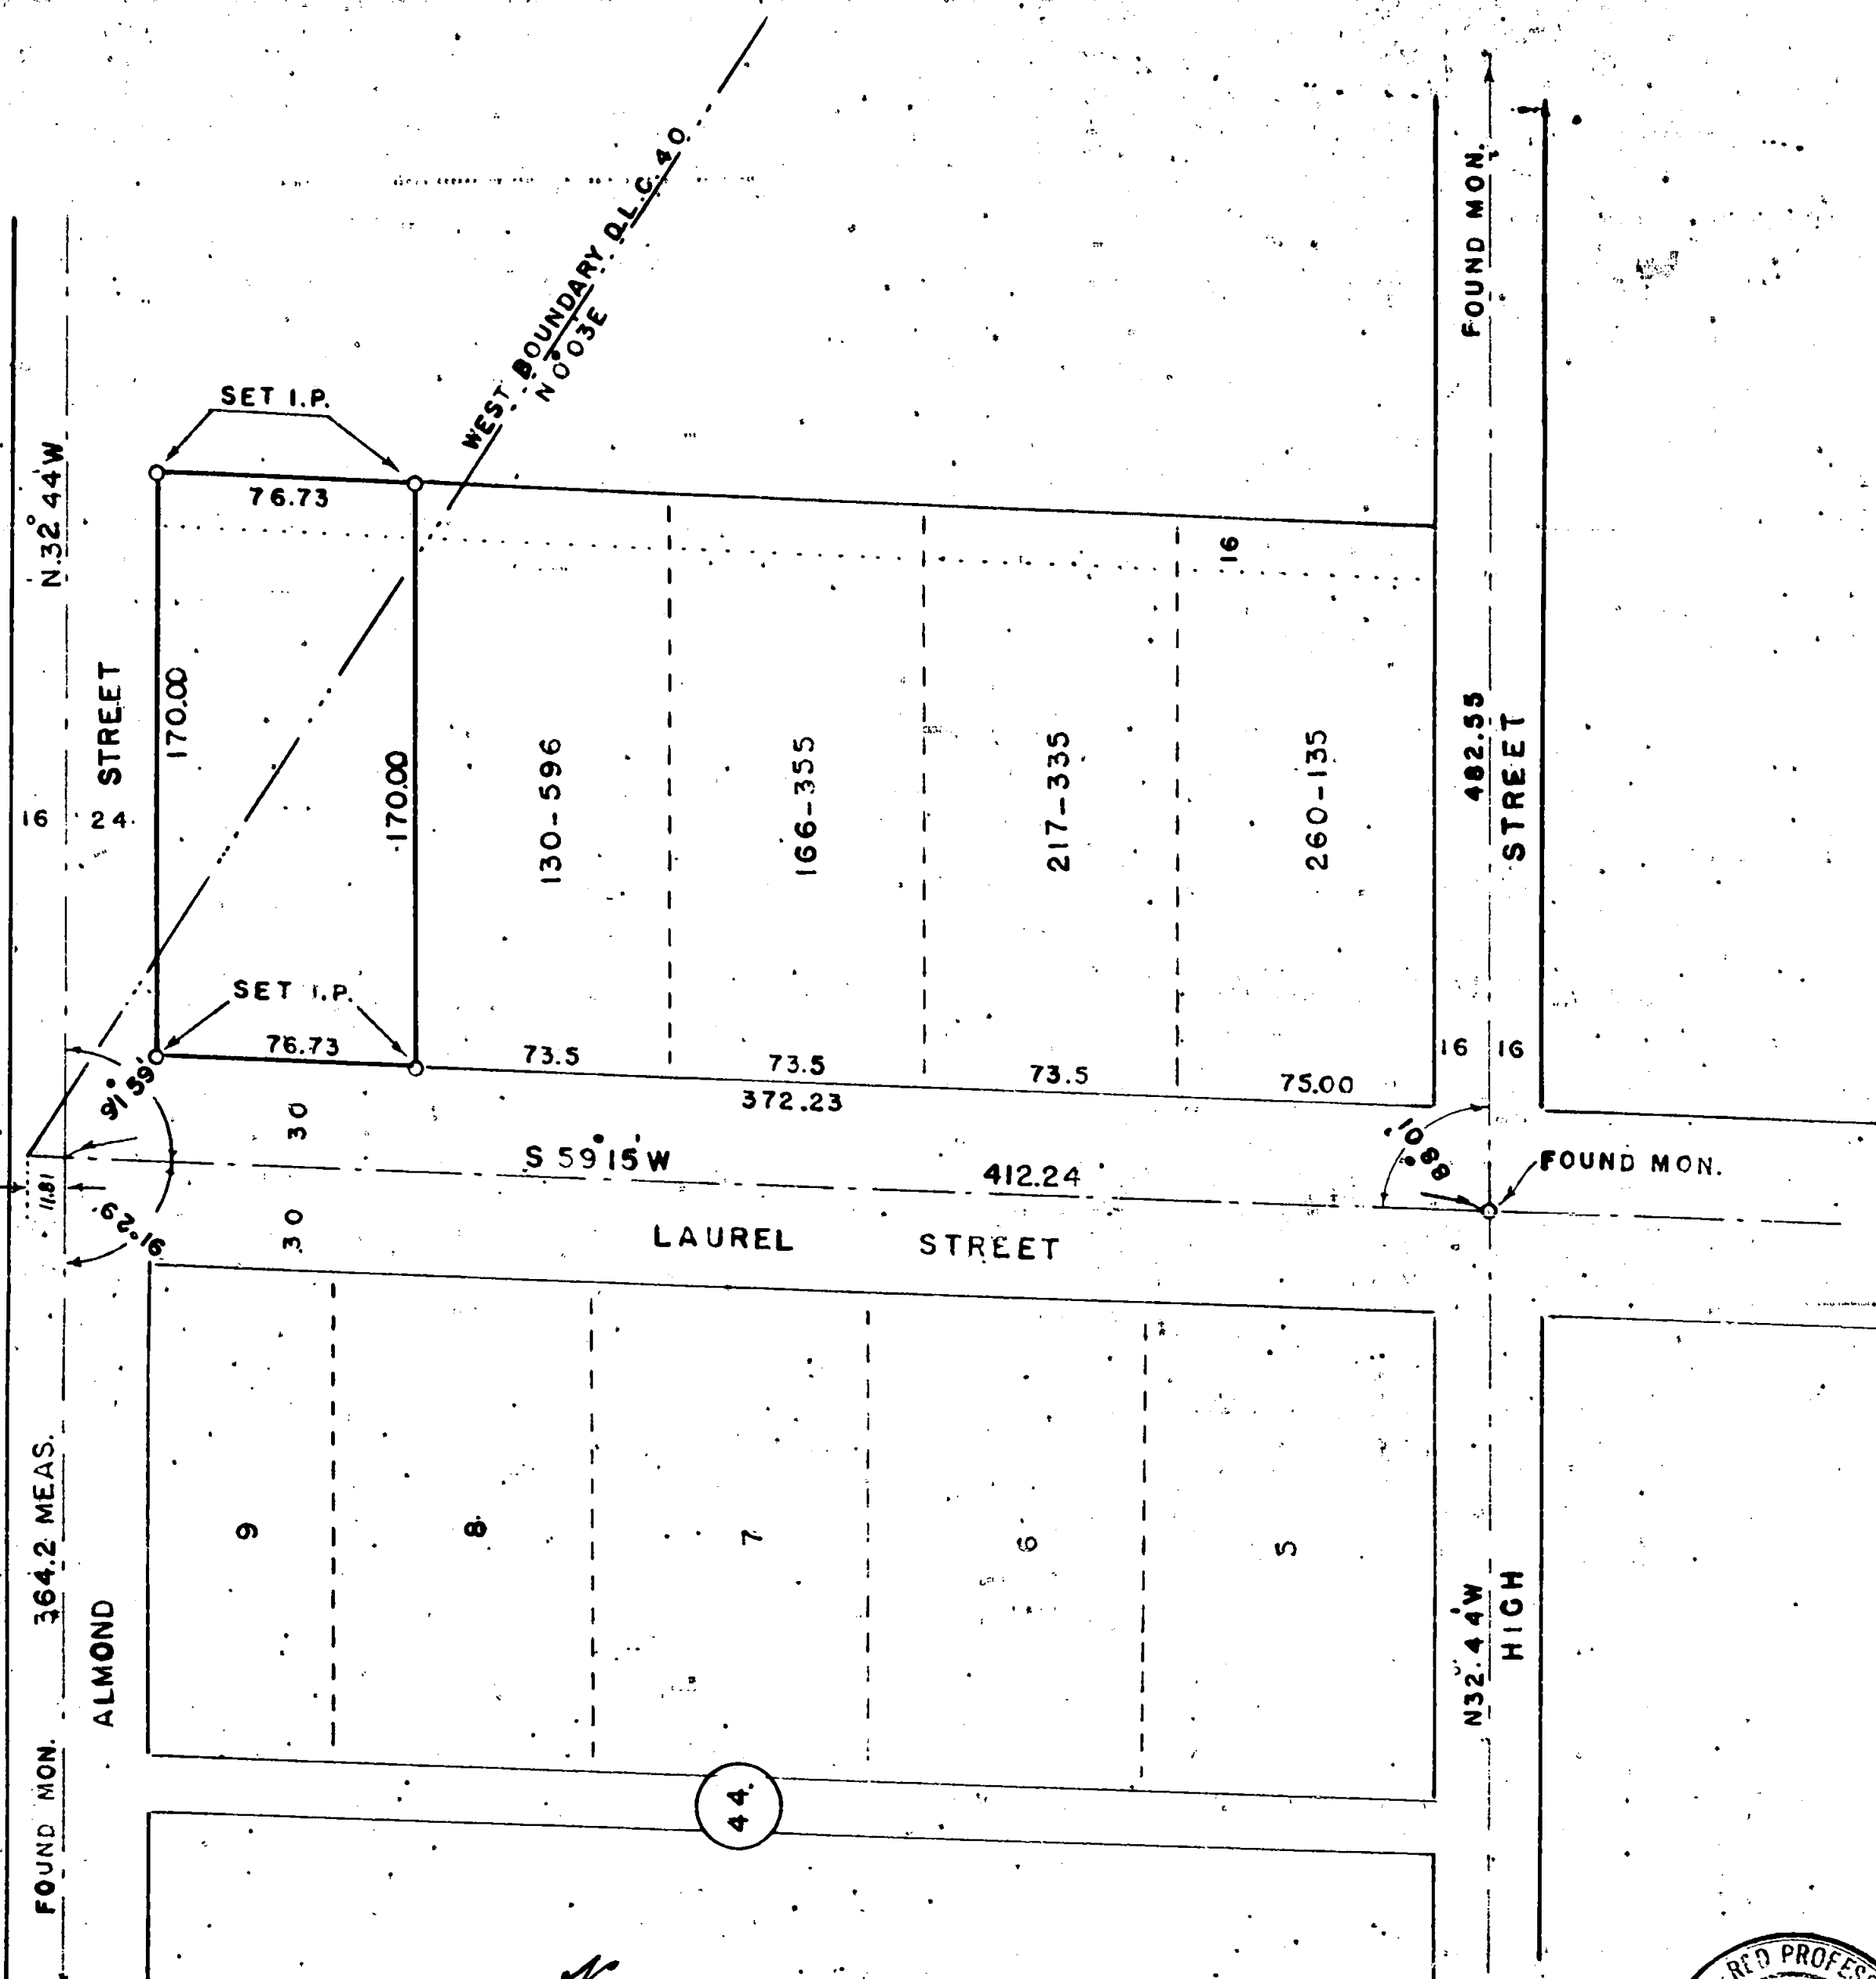 WEST BOUNDARY D.L.C. 40
N 0°03'E
FOUND MON.
SET I.P.
76.73
N.32°44'W
16
STREET
170.00
170.00
130-596
166-355
217-335
260-135
482.55
STREET
16
24
SET I.P.
76.73
73.5
73.5
73.5
75.00
372.23
16
16
91°59'
30
S 59°15'W
412.24
88°01'
FOUND MON.
11.81
91°29'
30
LAUREL STREET
9
8
7
6
5
364.2 MEAS.
FOUND MON.
ALMOND
N32°44'W
HIGH
44.
N
RED PROFES